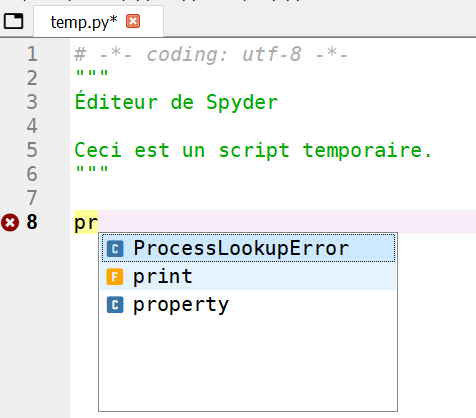 temp.py*
1 # -*- coding: utf-8 -*-
2 """
3 Éditeur de Spyder
4
5 Ceci est un script temporaire.
6 """
7
8 pr
C ProcessLookupError
F print
C property